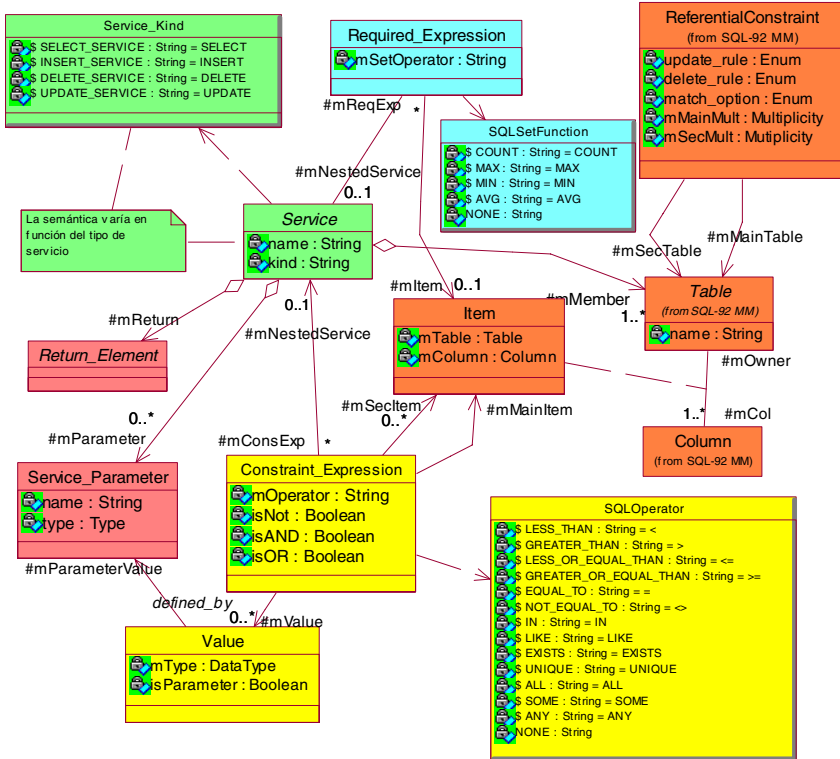 Service_Kind
$ SELECT_SERVICE : String = SELECT
$ INSERT_SERVICE : String = INSERT
$ DELETE_SERVICE : String = DELETE
$ UPDATE_SERVICE : String = UPDATE
Required_Expression
mSetOperator : String
ReferentialConstraint
(from SQL-92 MM)
update_rule : Enum
delete_rule : Enum
match_option : Enum
mMainMult : Multiplicity
mSecMult : Mutiplicity
#mReqExp
*
SQLSetFunction
$ COUNT : String = COUNT
$ MAX : String = MAX
$ MIN : String = MIN
$ AVG : String = AVG
NONE : String
#mNestedService
0..1
La semántica varía en
función del tipo de
servicio
Service
name : String
kind : String
#mSecTable
#mMainTable
#mItem
0..1
#mMember
1..*
Table
(from SQL-92 MM)
name : String
#mOwner
0..1
#mNestedService
#mReturn
Return_Element
Item
mTable : Table
mColumn : Column
1..*
#mCol
Column
(from SQL-92 MM)
0..*
#mParameter
#mSecItem
0..*
#mMainItem
#mConsExp
*
Service_Parameter
name : String
type : Type
#mParameterValue
Constraint_Expression
mOperator : String
isNot : Boolean
isAND : Boolean
isOR : Boolean
defined_by
0..*
#mValue
Value
mType : DataType
isParameter : Boolean
SQLOperator
$ LESS_THAN : String = <
$ GREATER_THAN : String = >
$ LESS_OR_EQUAL_THAN : String = <=
$ GREATER_OR_EQUAL_THAN : String = >=
$ EQUAL_TO : String = ==
$ NOT_EQUAL_TO : String = <>
$ IN : String = IN
$ LIKE : String = LIKE
$ EXISTS : String = EXISTS
$ UNIQUE : String = UNIQUE
$ ALL : String = ALL
$ SOME : String = SOME
$ ANY : String = ANY
NONE : String